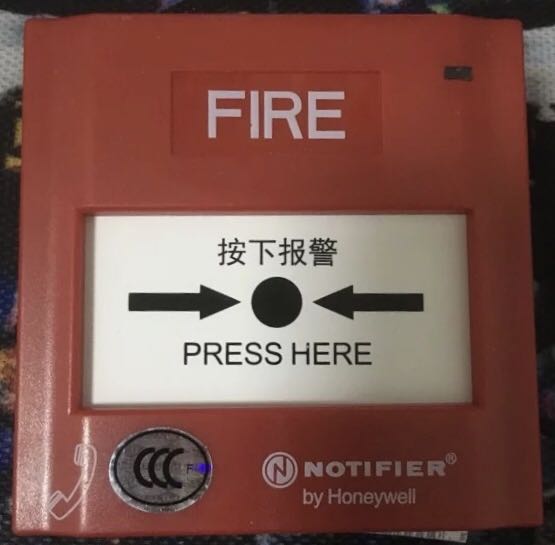 FIRE
按下报警
PRESS HERE
CCC
N NOTIFIER®
by Honeywell